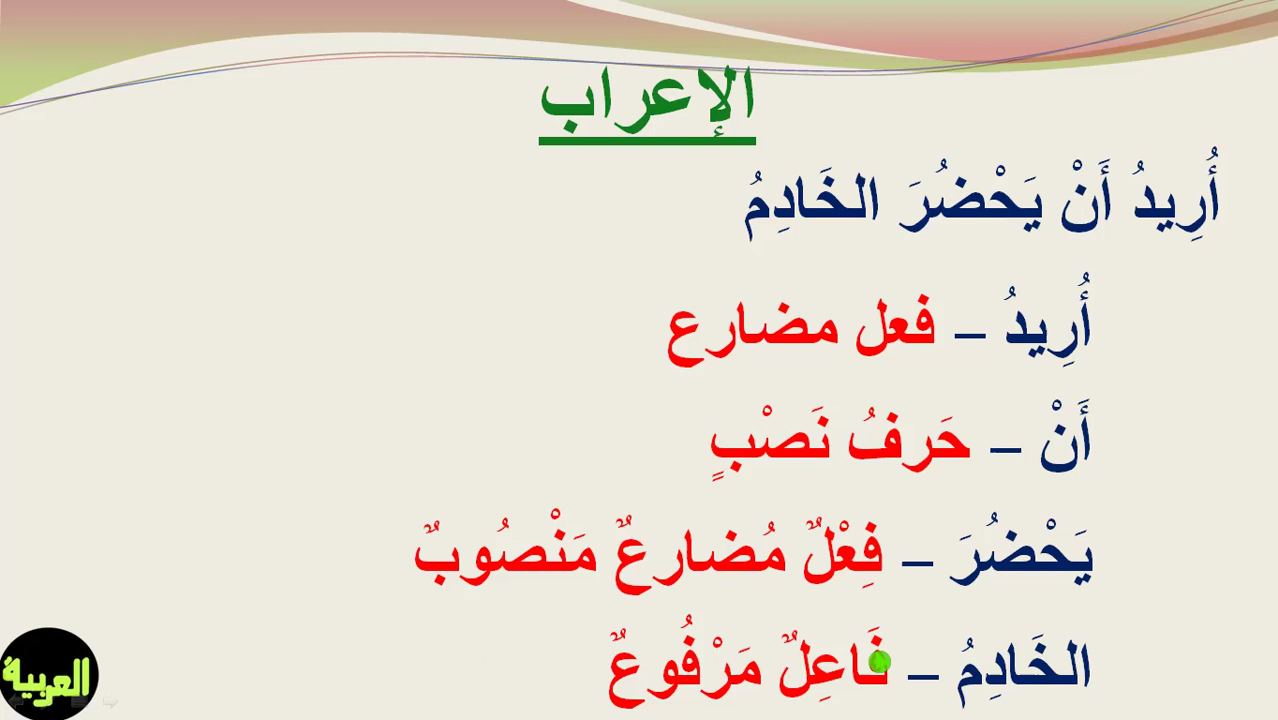 الإعراب
أُرِيدُ أَنْ يَحْضُرَ الخَادِمُ
أُرِيدُ – فعل مضارع
أَنْ – حَرفُ نَصْبٍ
يَحْضُرَ – فِعْلٌ مُضارعٌ مَنْصُوبٌ
الخَادِمُ – فَاعِلٌ مَرْفُوعٌ
العربية